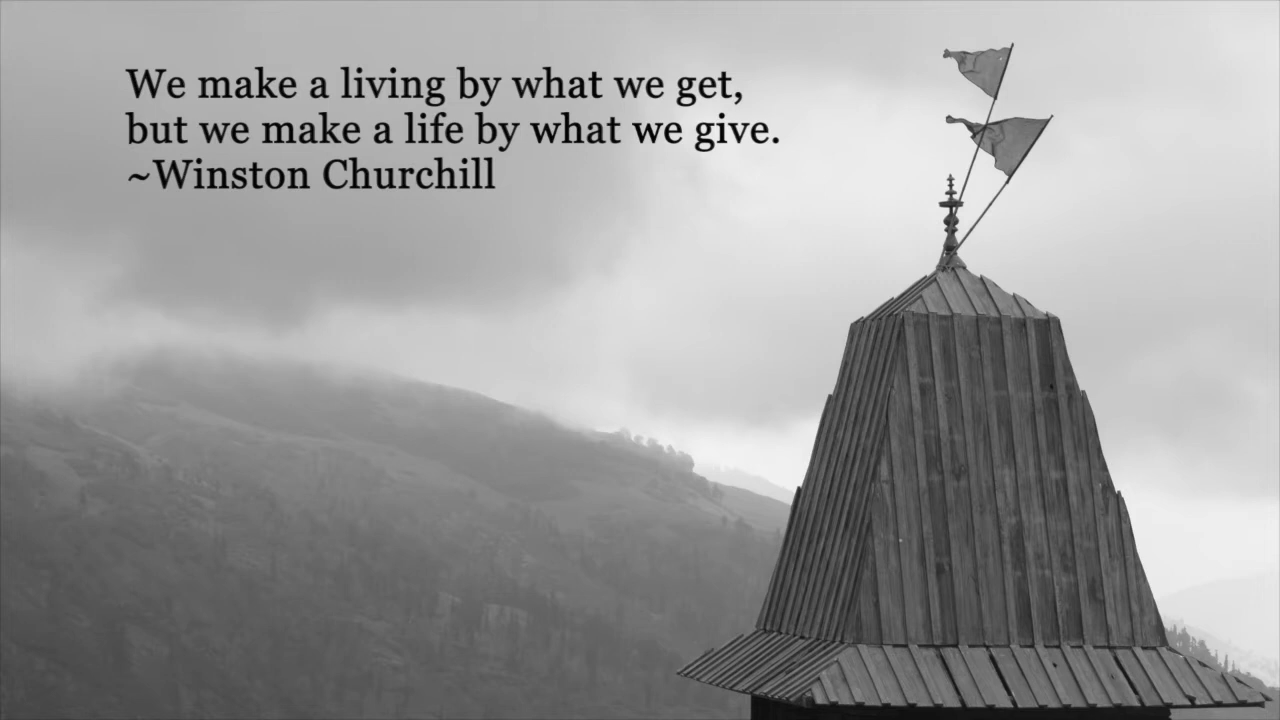 We make a living by what we get,
but we make a life by what we give.
~Winston Churchill